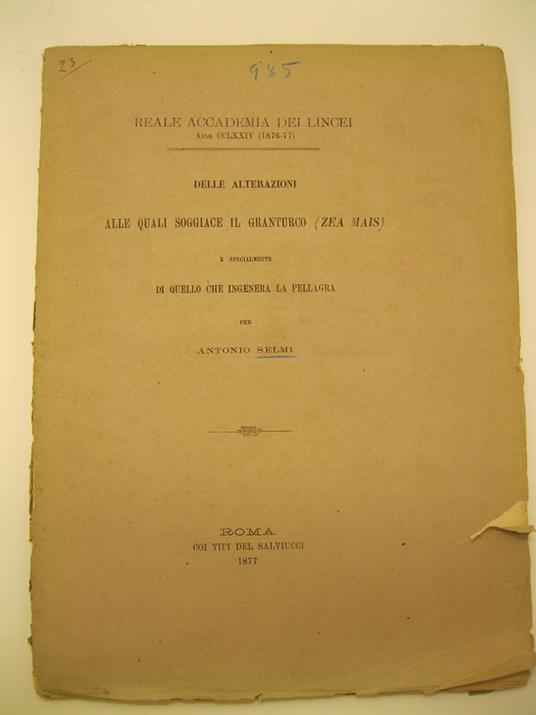 23
985
REALE ACCADEMIA DEI LINCEI
ANNO CCLXXIV (1876-77)
DELLE ALTERAZIONI
ALLE QUALI SOGGIACE IL GRANTURCO (ZEA MAIS)
E SPECIALMENTE
DI QUELLO CHE INGENERA LA PELLAGRA
PER
ANTONIO SELMI
ROMA
COI TIPI DEL SALVIUCCI
1877